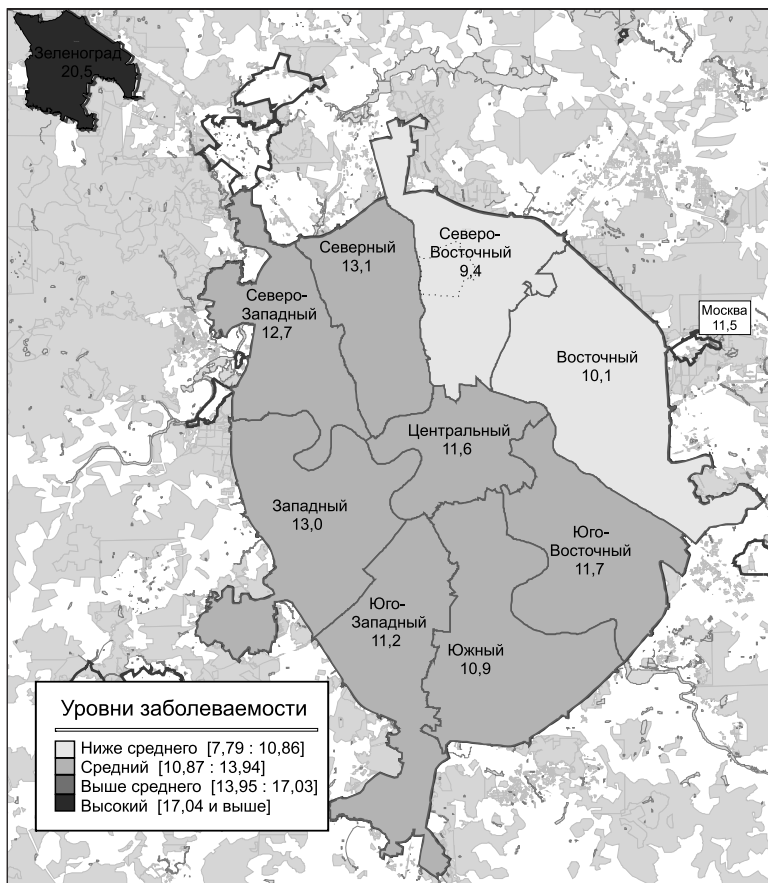 Зеленоград
20,5
Северный
13,1
Северо-
Восточный
9,4
Северо-
Западный
12,7
Москва
11,5
Восточный
10,1
Центральный
11,6
Западный
13,0
Юго-
Восточный
11,7
Юго-
Западный
11,2
Южный
10,9
Уровни заболеваемости
Ниже среднего [7,79 : 10,86]
Средний [10,87 : 13,94]
Выше среднего [13,95 : 17,03]
Высокий [17,04 и выше]